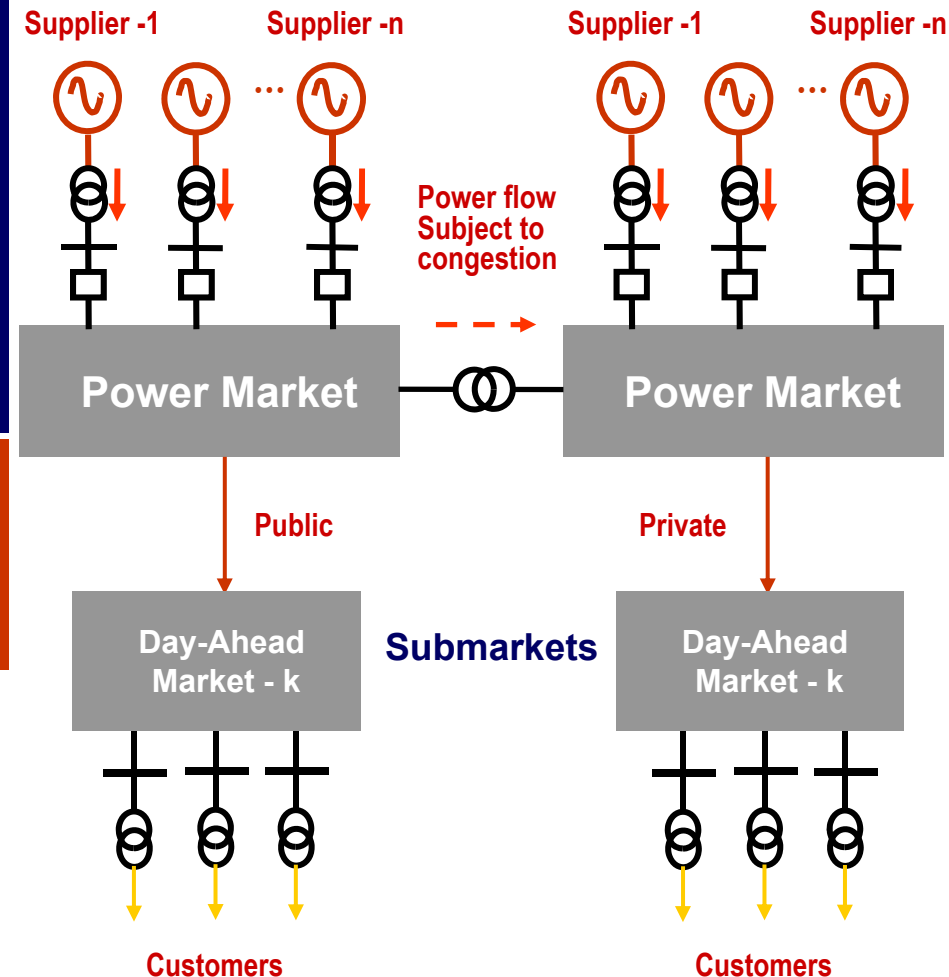 Supplier -1
Supplier -n
Supplier -1
Supplier -n
...
...
Power flow
Subject to
congestion
Power Market
Power Market
Public
Private
Day-Ahead
Market - k
Submarkets
Day-Ahead
Market - k
Customers
Customers